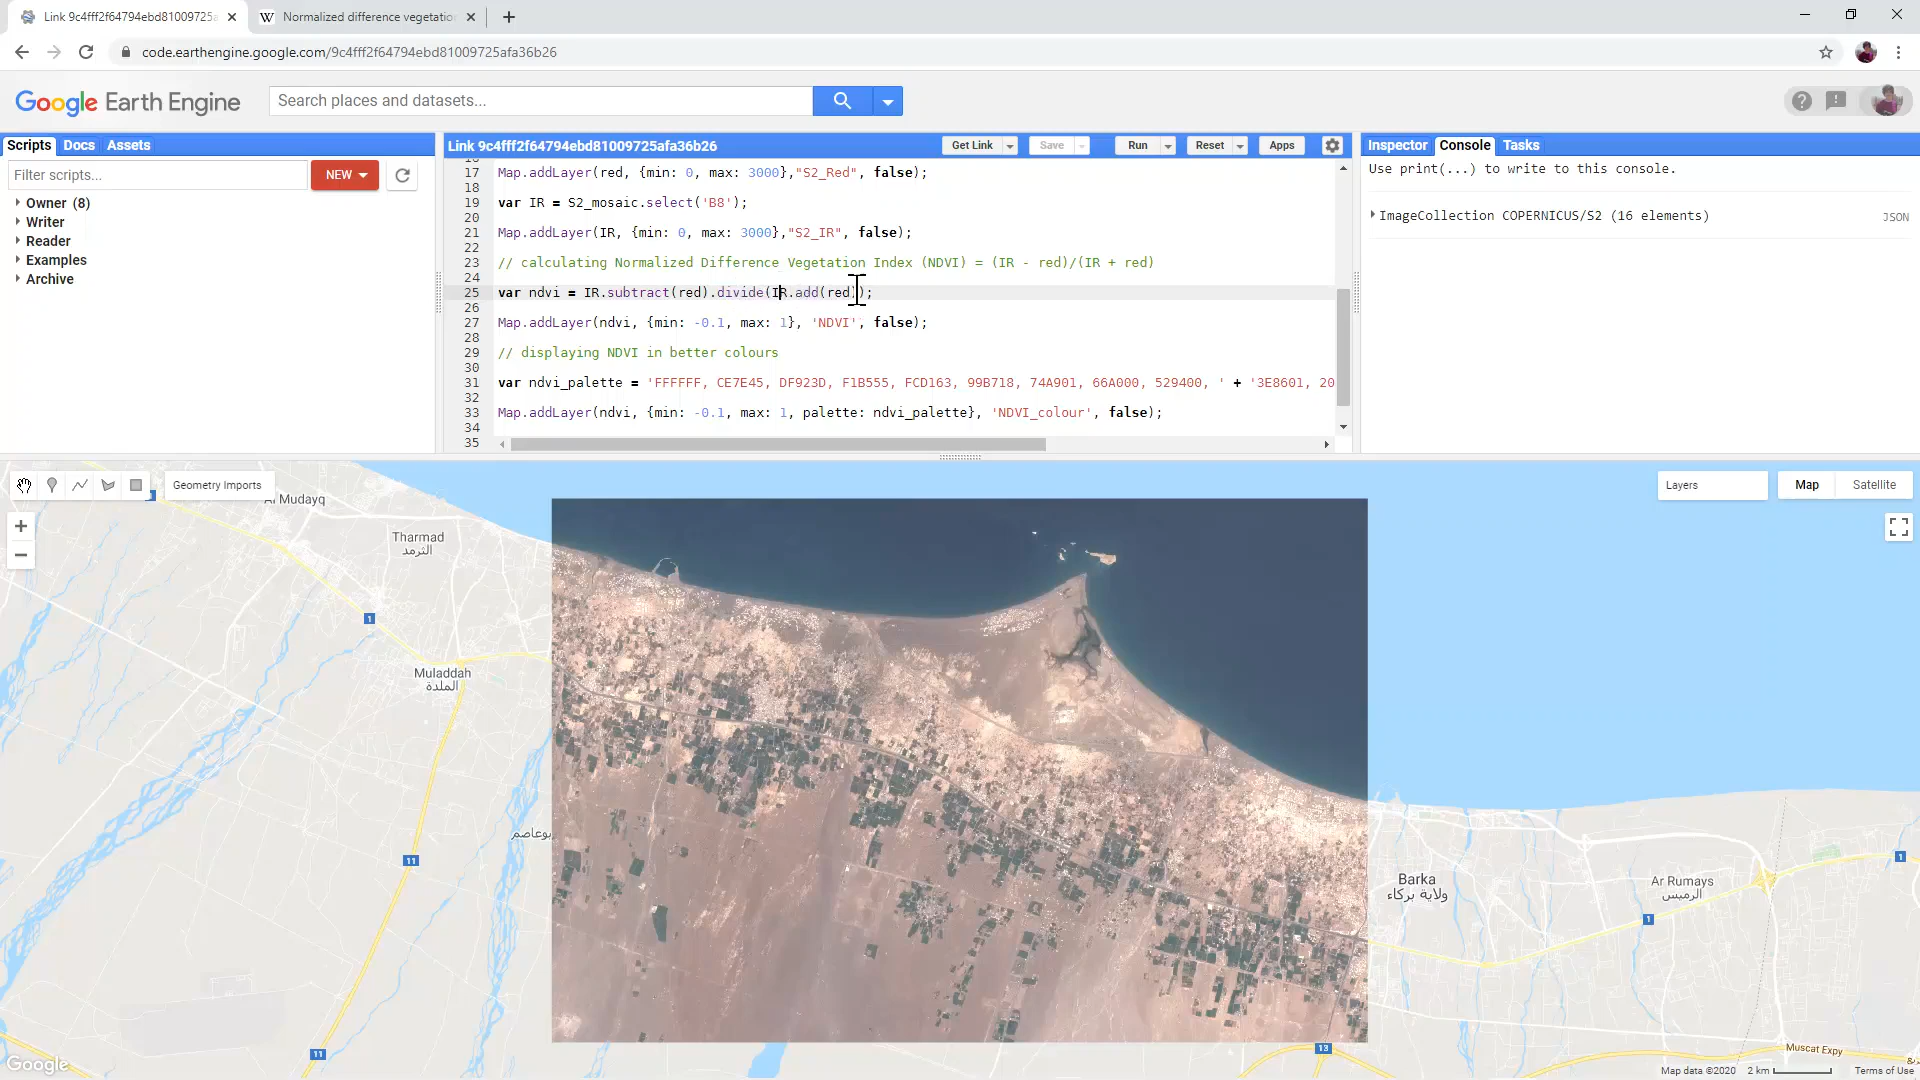 Link 9c4fff2f64794ebd81009725a
Normalized difference vegetatio
code.earthengine.google.com/9c4fff2f64794ebd81009725afa36b26
Google Earth Engine
Search places and datasets...
Scripts Docs Assets
Link 9c4fff2f64794ebd81009725afa36b26
Get Link Save Run Reset Apps
Inspector Console Tasks
Filter scripts...
NEW
Owner (8)
Writer
Reader
Examples
Archive
17 Map.addLayer(red, {min: 0, max: 3000},"S2_Red", false);
18
19 var IR = S2_mosaic.select('B8');
20
21 Map.addLayer(IR, {min: 0, max: 3000},"S2_IR", false);
22
23 // calculating Normalized Difference Vegetation Index (NDVI) = (IR - red)/(IR + red)
24
25 var ndvi = IR.subtract(red).divide(IR.add(red));
26
27 Map.addLayer(ndvi, {min: -0.1, max: 1}, 'NDVI', false);
28
29 // displaying NDVI in better colours
30
31 var ndvi_palette = 'FFFFFF, CE7E45, DF923D, F1B555, FCD163, 99B718, 74A901, 66A000, 529400, ' + '3E8601, 20
32
33 Map.addLayer(ndvi, {min: -0.1, max: 1, palette: ndvi_palette}, 'NDVI_colour', false);
34
35
Use print(...) to write to this console.
ImageCollection COPERNICUS/S2 (16 elements)
JSON
Geometry Imports
Layers
Map
Satellite
Al Mudayq
Tharmad
الثرمد
1
Muladdah
الملدة
1
بوعاصم
11
11
Barka
ولاية بركاء
Ar Rumays
الرميس
1
1
13
Muscat Expy
Google
Map data ©2020
2 km
Terms of Use